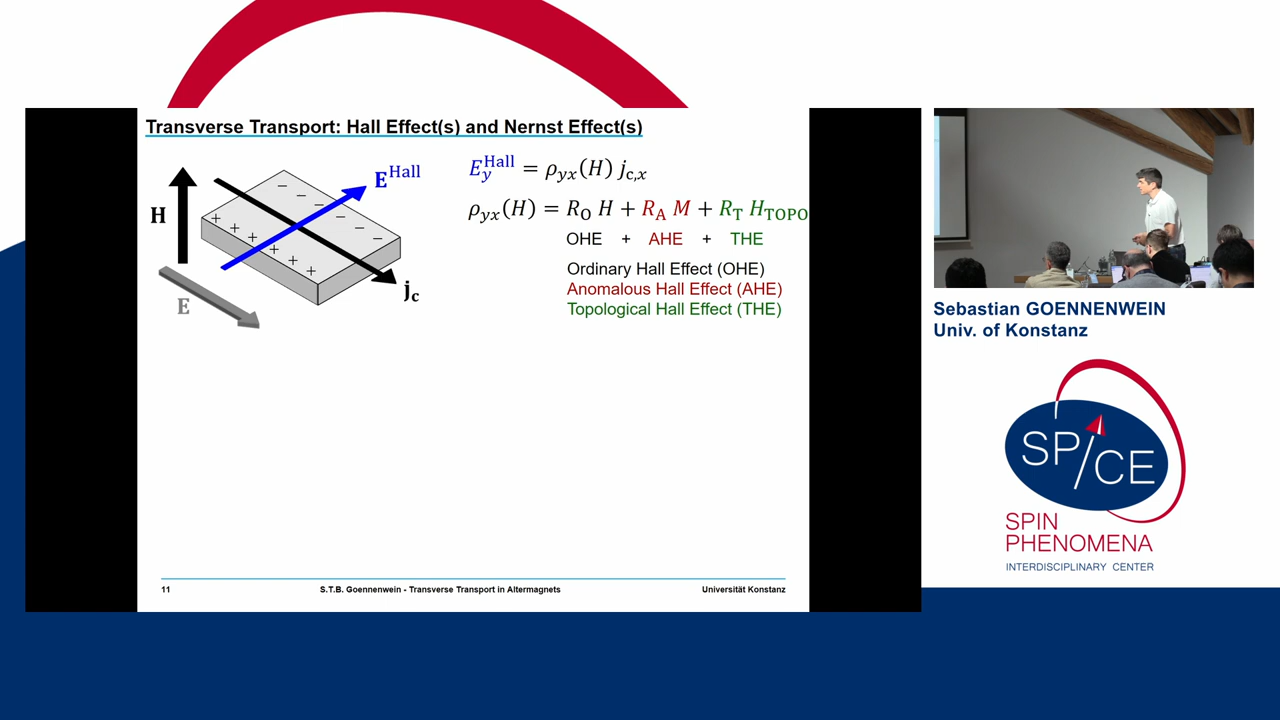 Transverse Transport: Hall Effect(s) and Nernst Effect(s)
H
E
E^Hall
j_c
+ + + + + +
− − − − − −
E_y^Hall = ρ_yx(H) j_c,x
ρ_yx(H) = R_O H + R_A M + R_T H_TOPO
OHE + AHE + THE
Ordinary Hall Effect (OHE)
Anomalous Hall Effect (AHE)
Topological Hall Effect (THE)
11
S.T.B. Goennenwein - Transverse Transport in Altermagnets
Universität Konstanz
Sebastian GOENNENWEIN
Univ. of Konstanz
SP/CE
SPIN
PHENOMENA
INTERDISCIPLINARY CENTER